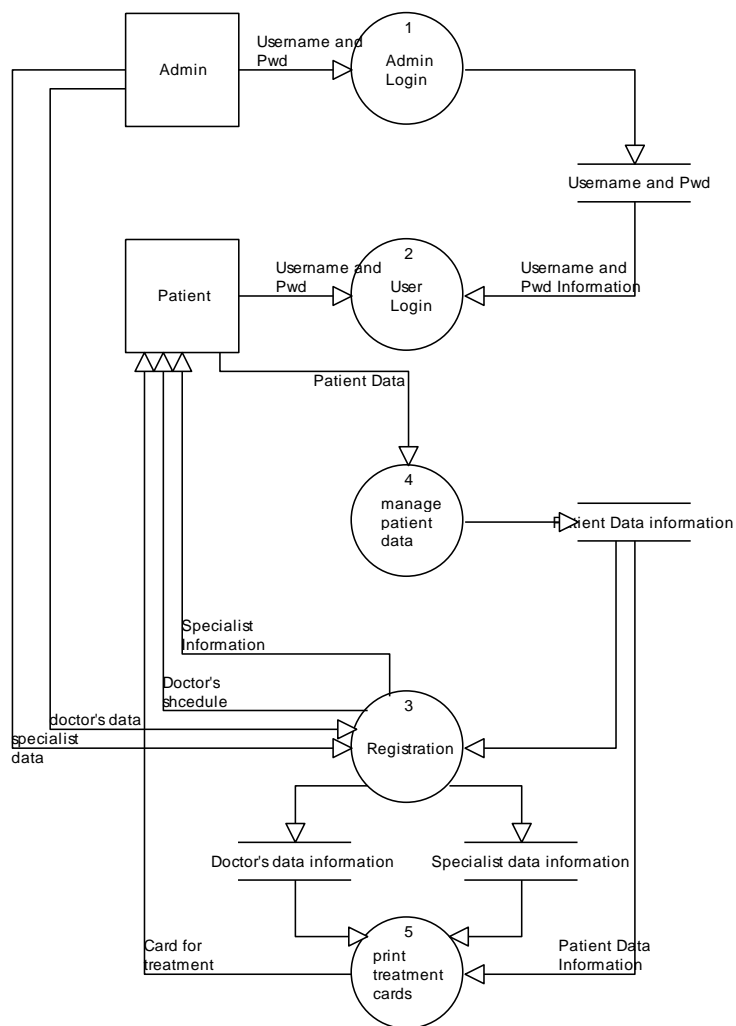 Admin
Username and
Pwd
1
Admin
Login
Username and Pwd
Patient
Username and
Pwd
2
User
Login
Username and
Pwd Information
Patient Data
4
manage
patient
data
Patient Data information
Specialist
Information
Doctor's
shcedule
3
Registration
doctor's data
specialist
data
Doctor's data information
Specialist data information
Card for
treatment
5
print
treatment
cards
Patient Data
Information